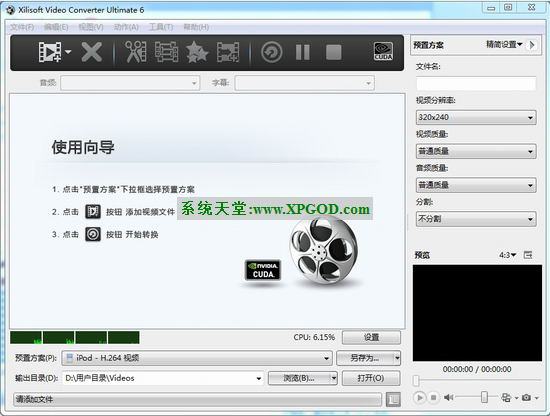 Xilisoft Video Converter Ultimate 6
文件(F) 编辑(E) 视图(V) 动作(A) 工具(T) 帮助(H)
CUDA
音频:
字幕:
使用向导
1. 点击"预置方案"下拉框选择预置方案
2. 点击 按钮 添加视频文件
3. 点击 按钮 开始转换
系统天堂:www.XPGOD.com
NVIDIA
CUDA.
CPU: 6.15%
设置
预置方案(P):
iPod - H.264 视频
另存为...
输出目录(D):
D:\用户目录\Videos
浏览(B)...
打开(O)
请添加文件
预置方案
精简设置
文件名:
视频分辨率:
320x240
视频质量:
普通质量
音频质量:
普通质量
分割:
不分割
预览
4:3
00:00:00 / 00:00:00